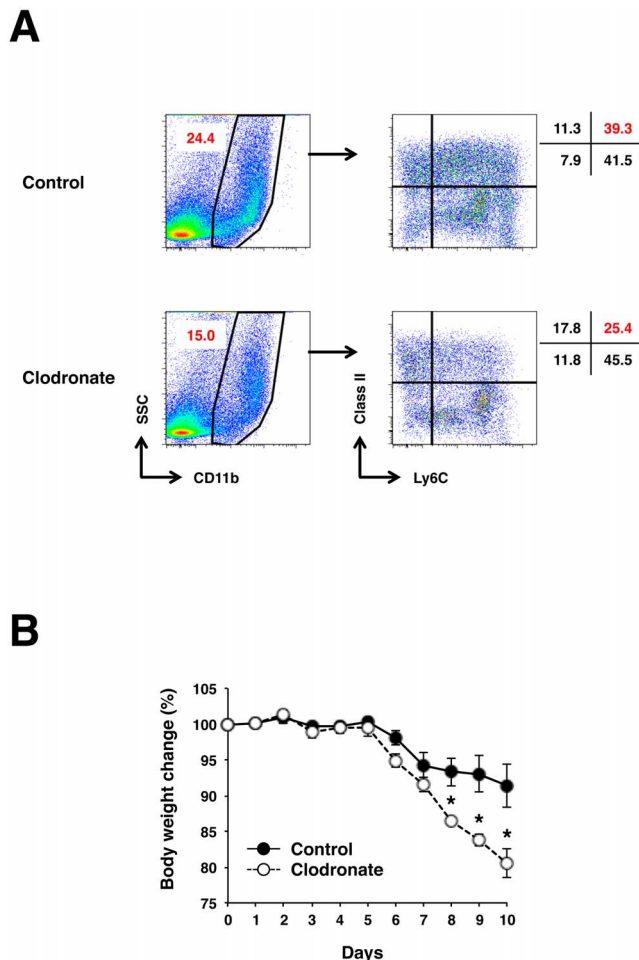 A
Control
24.4
11.3 39.3
7.9 41.5
Clodronate
15.0
17.8 25.4
11.8 45.5
SSC
CD11b
Class II
Ly6C
B
Body weight change (%)
105
100
95
90
85
80
75
* * *
Control
Clodronate
0 1 2 3 4 5 6 7 8 9 10
Days